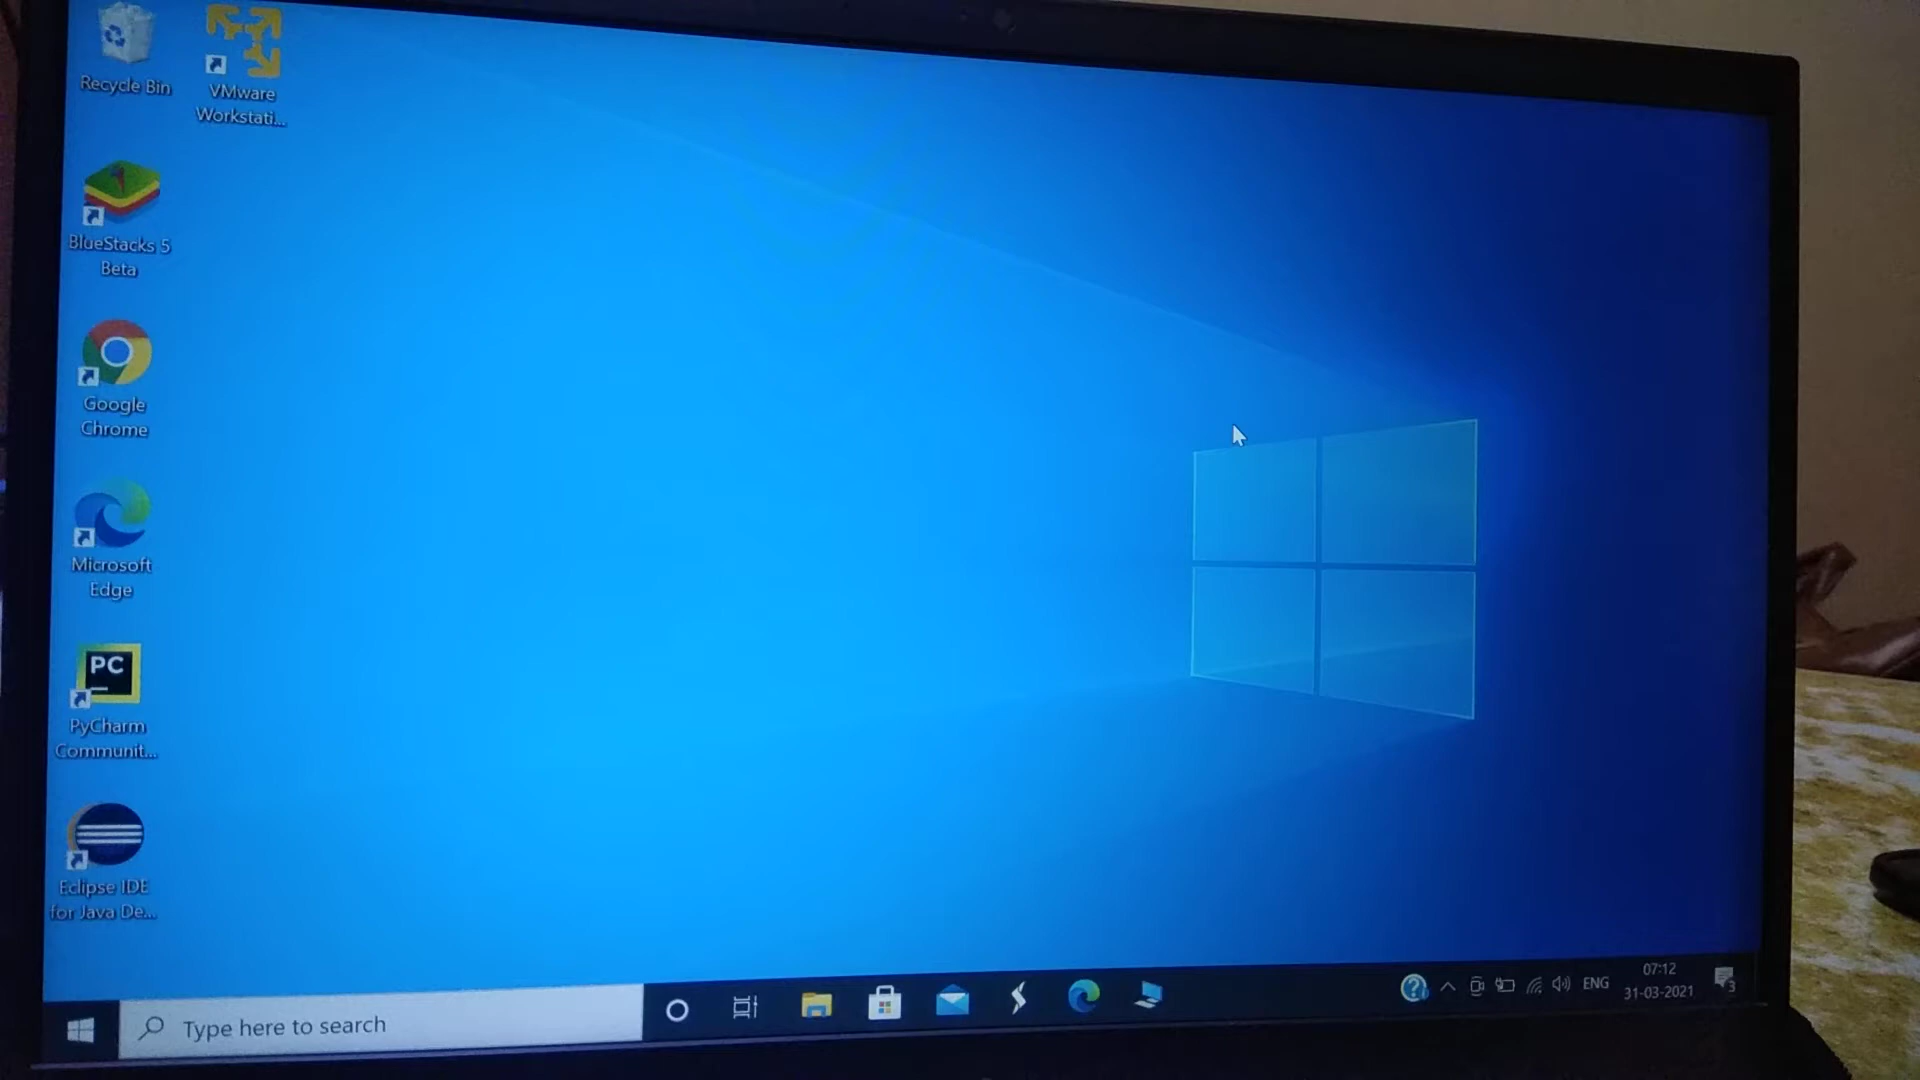 Recycle Bin
VMware
Workstati...
BlueStacks 5
Beta
Google
Chrome
Microsoft
Edge
PC
PyCharm
Communit...
Eclipse IDE
for Java De...
Type here to search
ENG
07:12
31-03-2021
3